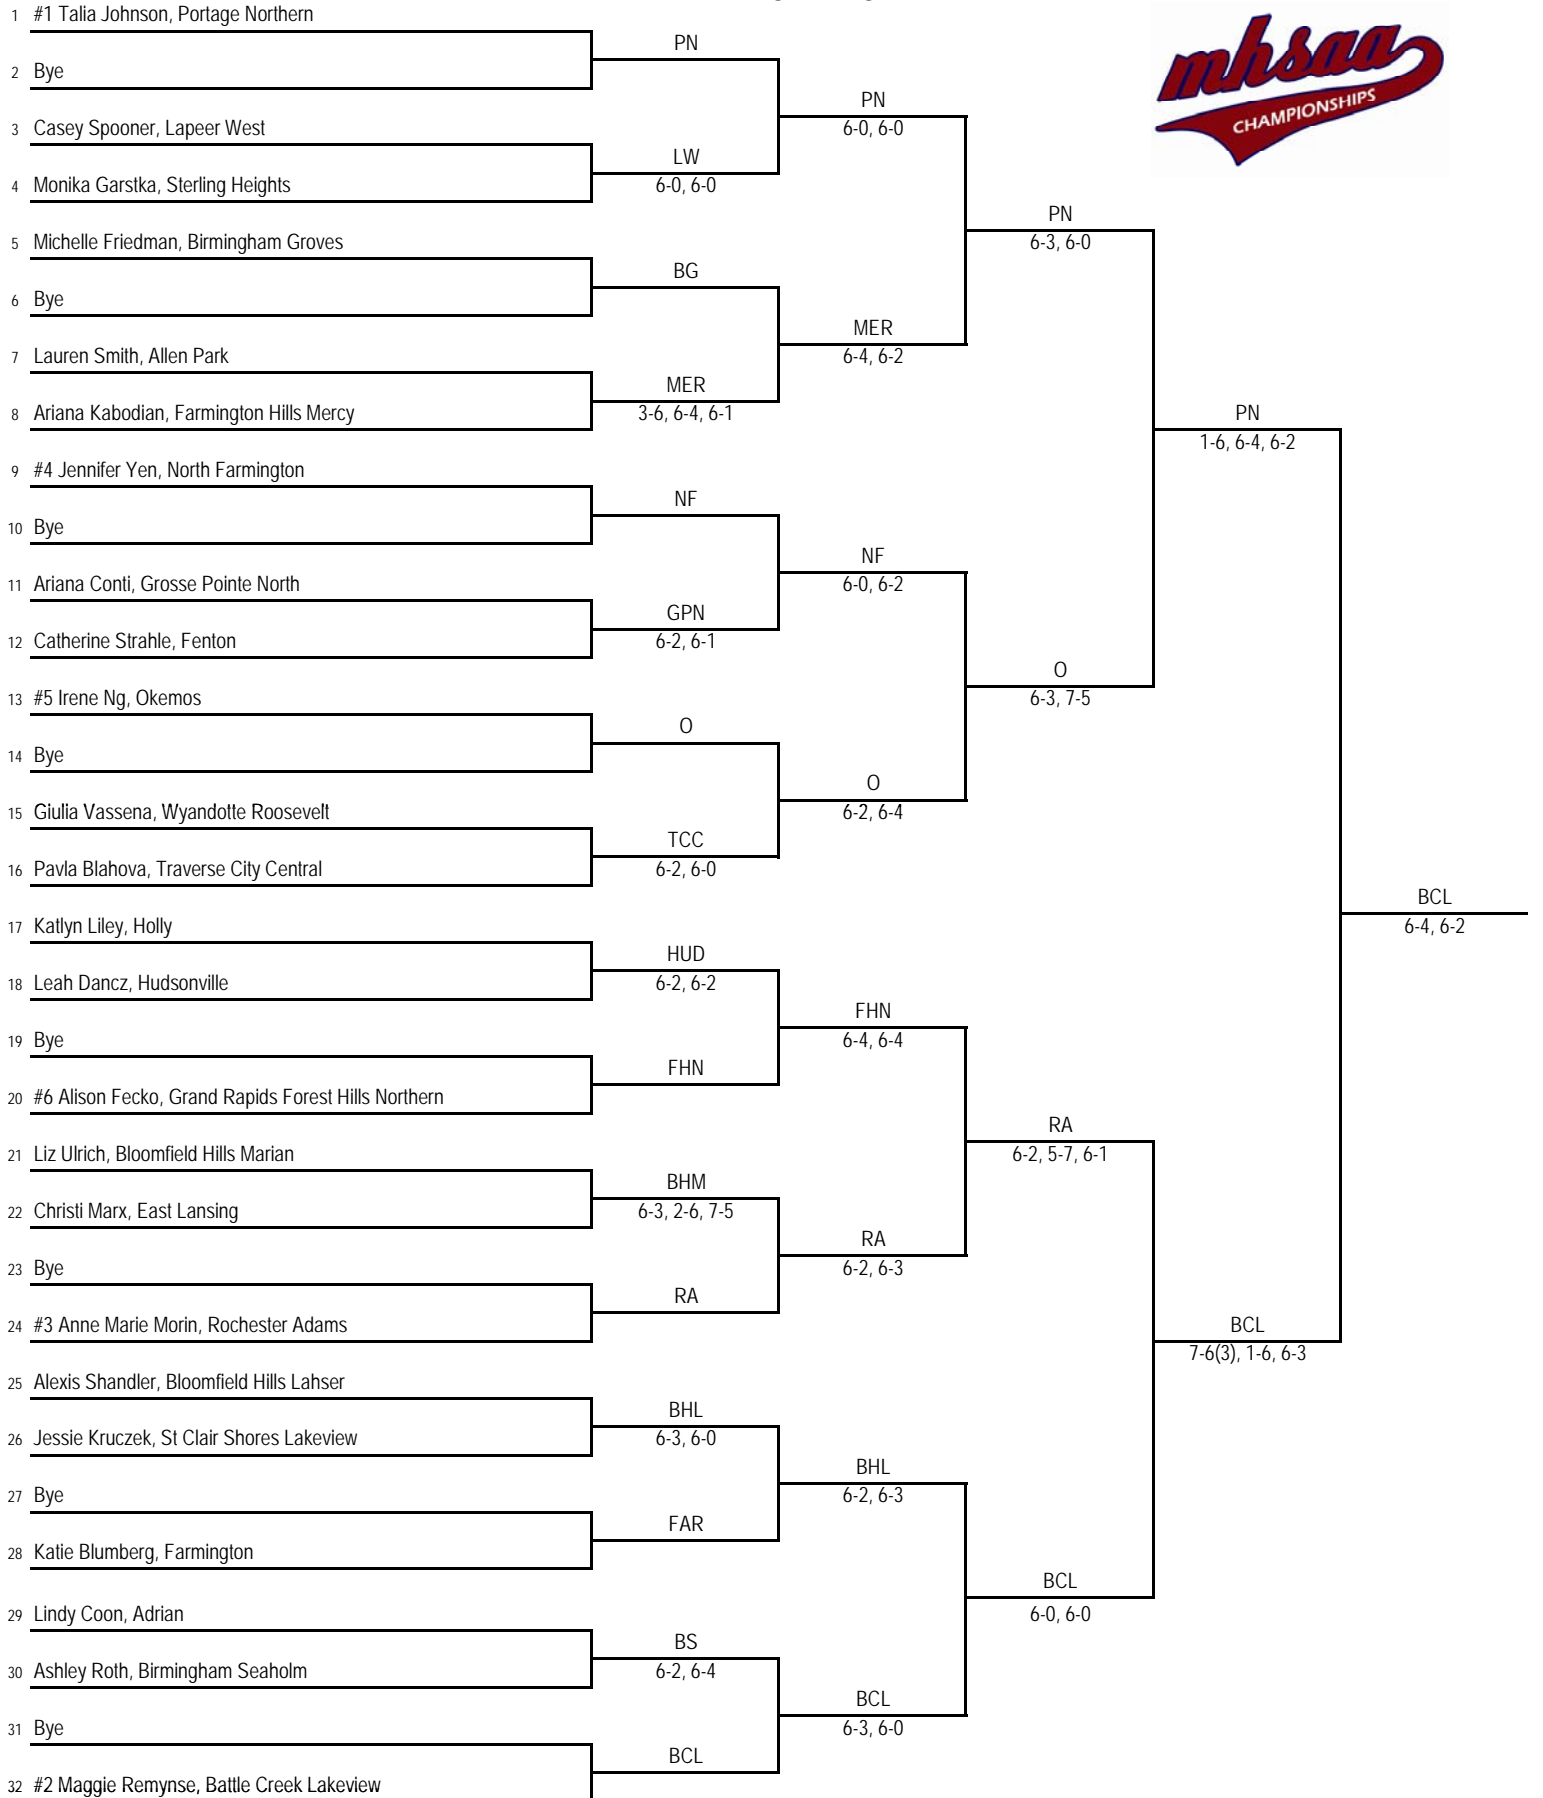 1 #1 Talia Johnson, Portage Northern
PN
2 Bye
PN
6-0, 6-0
mhsaa
CHAMPIONSHIPS
3 Casey Spooner, Lapeer West
LW
6-0, 6-0
4 Monika Garstka, Sterling Heights
PN
6-3, 6-0
5 Michelle Friedman, Birmingham Groves
BG
6 Bye
MER
6-4, 6-2
7 Lauren Smith, Allen Park
MER
3-6, 6-4, 6-1
8 Ariana Kabodian, Farmington Hills Mercy
PN
1-6, 6-4, 6-2
9 #4 Jennifer Yen, North Farmington
NF
10 Bye
NF
6-0, 6-2
11 Ariana Conti, Grosse Pointe North
GPN
6-2, 6-1
12 Catherine Strahle, Fenton
O
6-3, 7-5
13 #5 Irene Ng, Okemos
O
14 Bye
O
6-2, 6-4
15 Giulia Vassena, Wyandotte Roosevelt
TCC
6-2, 6-0
16 Pavla Blahova, Traverse City Central
BCL
6-4, 6-2
17 Katlyn Liley, Holly
HUD
6-2, 6-2
18 Leah Dancz, Hudsonville
FHN
6-4, 6-4
19 Bye
FHN
20 #6 Alison Fecko, Grand Rapids Forest Hills Northern
RA
6-2, 5-7, 6-1
21 Liz Ulrich, Bloomfield Hills Marian
BHM
6-3, 2-6, 7-5
22 Christi Marx, East Lansing
RA
6-2, 6-3
23 Bye
RA
24 #3 Anne Marie Morin, Rochester Adams
BCL
7-6(3), 1-6, 6-3
25 Alexis Shandler, Bloomfield Hills Lahser
BHL
6-3, 6-0
26 Jessie Kruczek, St Clair Shores Lakeview
BHL
6-2, 6-3
27 Bye
FAR
28 Katie Blumberg, Farmington
BCL
6-0, 6-0
29 Lindy Coon, Adrian
BS
6-2, 6-4
30 Ashley Roth, Birmingham Seaholm
BCL
6-3, 6-0
31 Bye
BCL
32 #2 Maggie Remynse, Battle Creek Lakeview